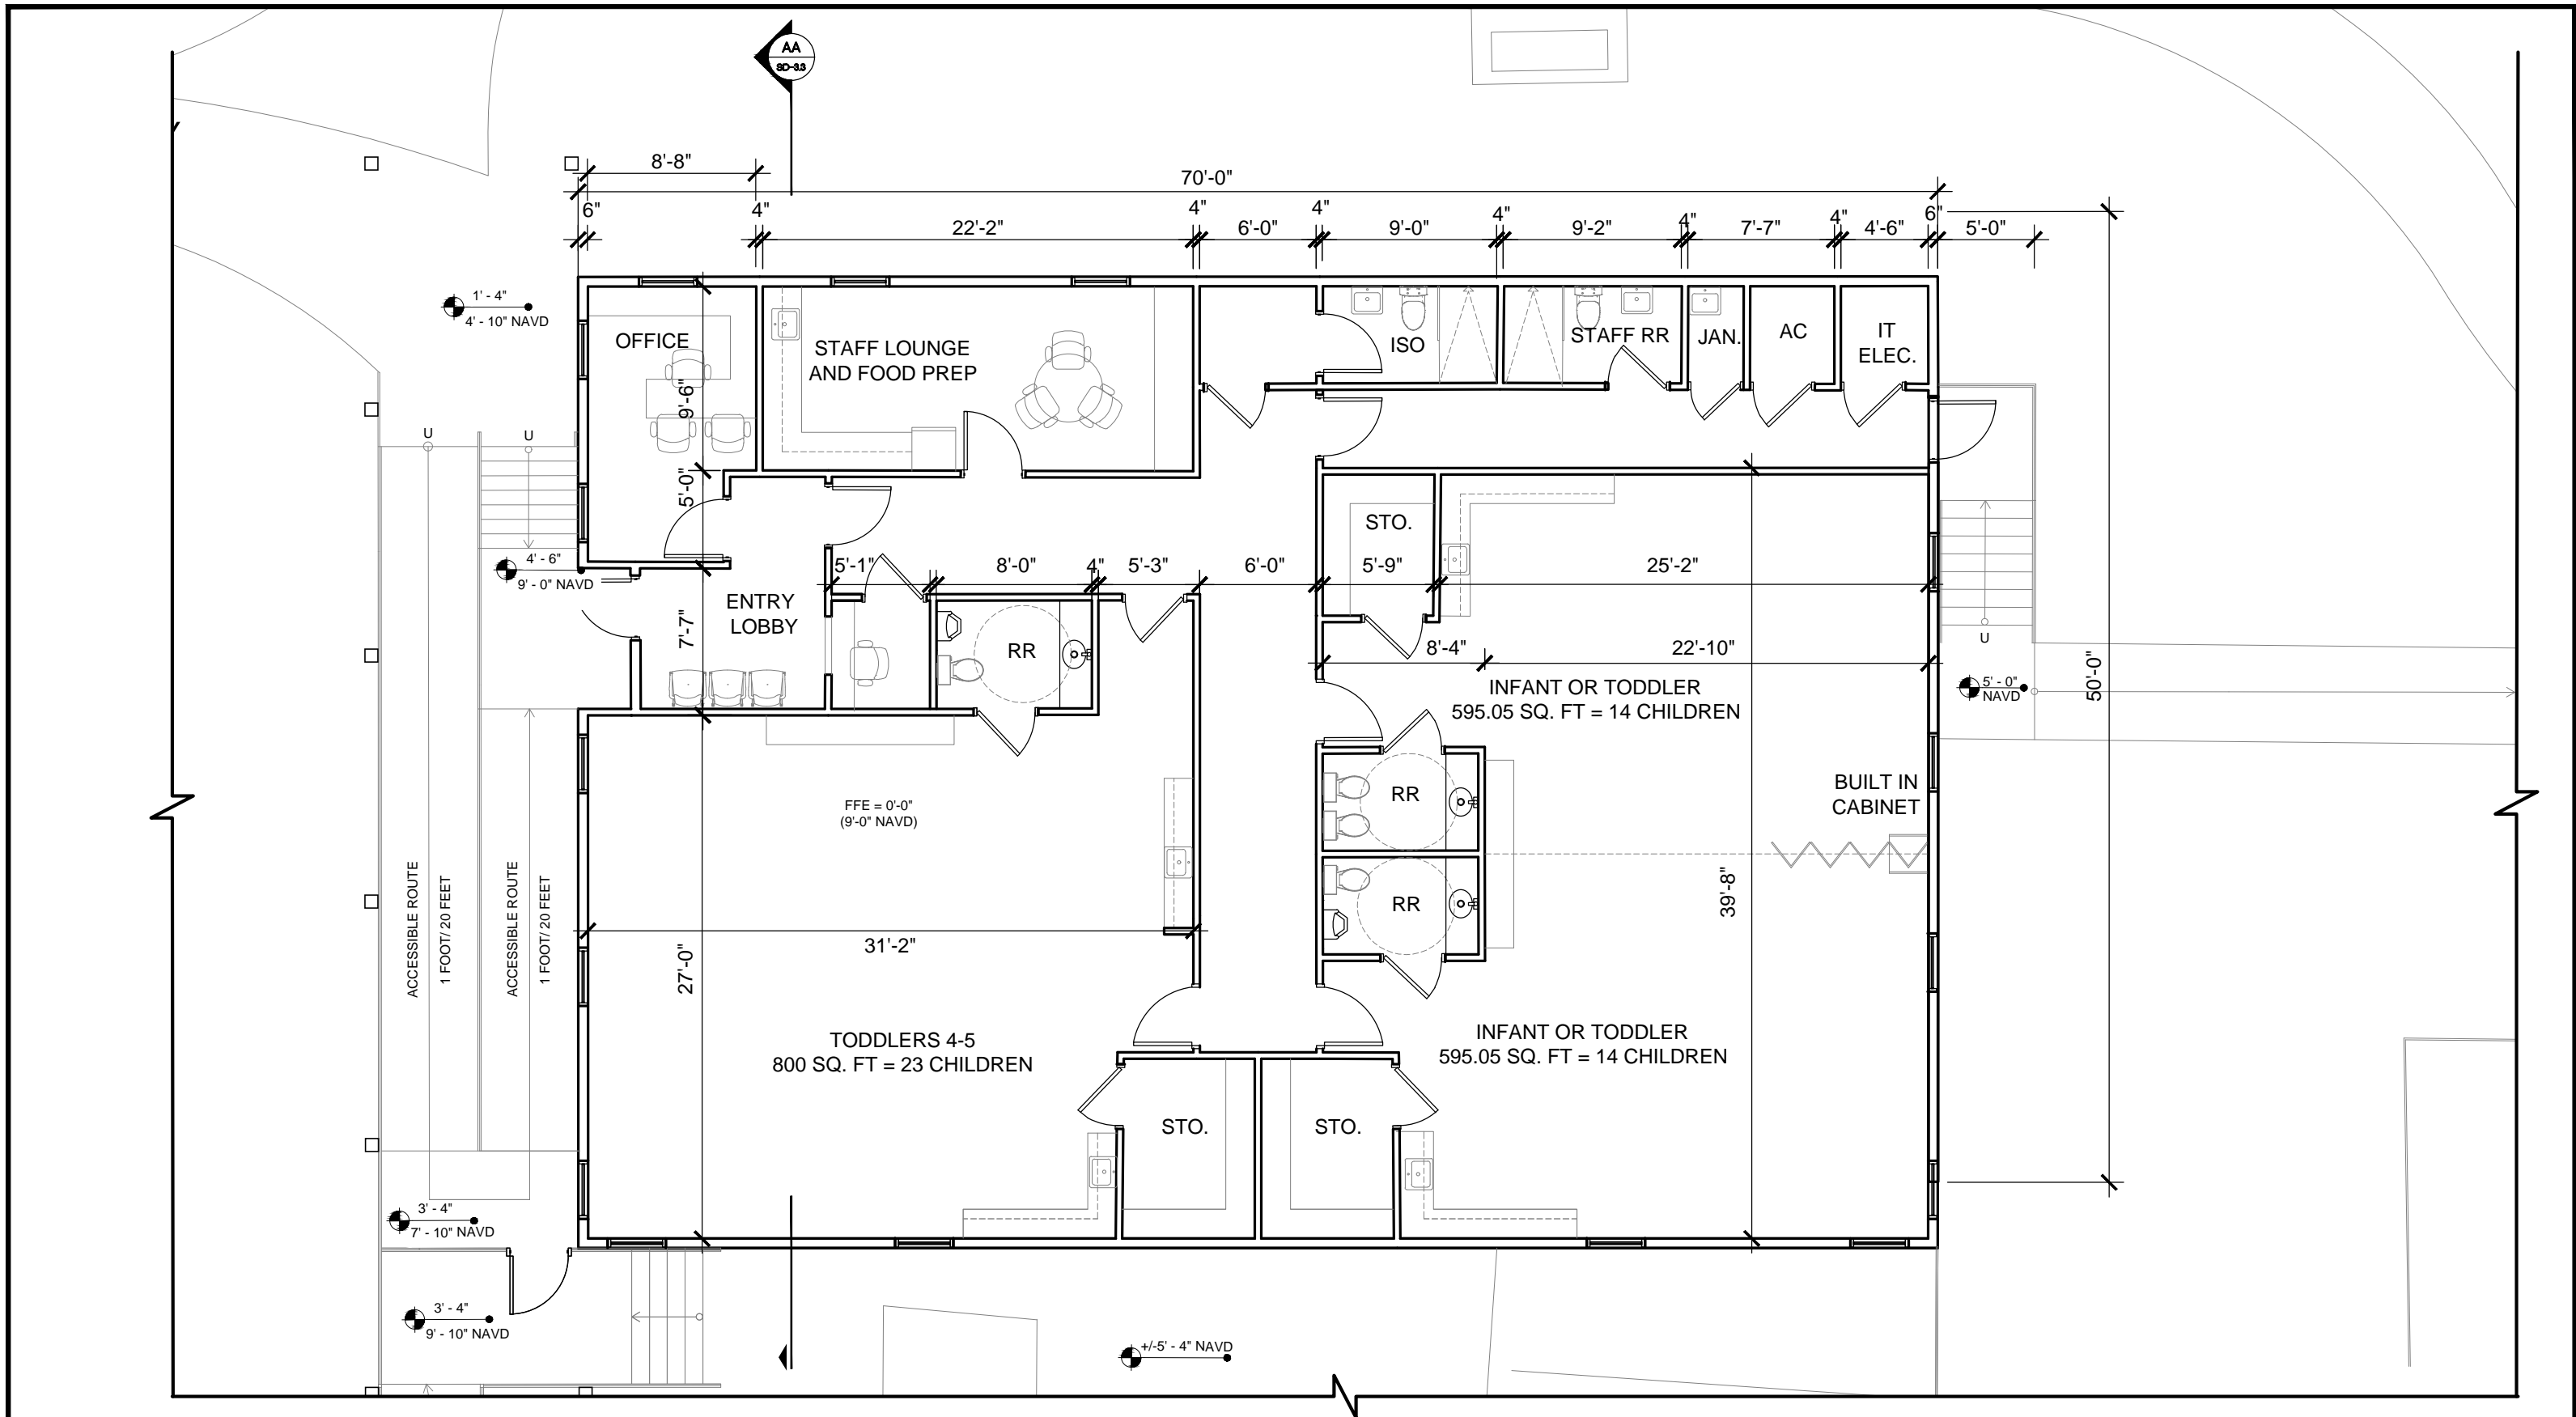 AA
SD-3.3
8'-8"
70'-0"
6"
4"
22'-2"
4"
6'-0"
4"
9'-0"
4"
9'-2"
4"
7'-7"
4"
4'-6"
6"
5'-0"
1' - 4"
4' - 10" NAVD
OFFICE
STAFF LOUNGE
AND FOOD PREP
ISO
STAFF RR
JAN.
AC
IT
ELEC.
9'-6"
U
U
5'-0"
STO.
4' - 6"
9' - 0" NAVD
5'-1"
8'-0"
4"
5'-3"
6'-0"
5'-9"
25'-2"
ENTRY
LOBBY
7'-7"
RR
8'-4"
22'-10"
U
INFANT OR TODDLER
595.05 SQ. FT = 14 CHILDREN
5' - 0"
NAVD
50'-0"
FFE = 0'-0"
(9'-0" NAVD)
RR
BUILT IN
CABINET
RR
39'-8"
ACCESSIBLE ROUTE
1 FOOT/ 20 FEET
ACCESSIBLE ROUTE
1 FOOT/ 20 FEET
31'-2"
27'-0"
TODDLERS 4-5
800 SQ. FT = 23 CHILDREN
INFANT OR TODDLER
595.05 SQ. FT = 14 CHILDREN
STO.
STO.
3' - 4"
7' - 10" NAVD
3' - 4"
9' - 10" NAVD
+/-5' - 4" NAVD